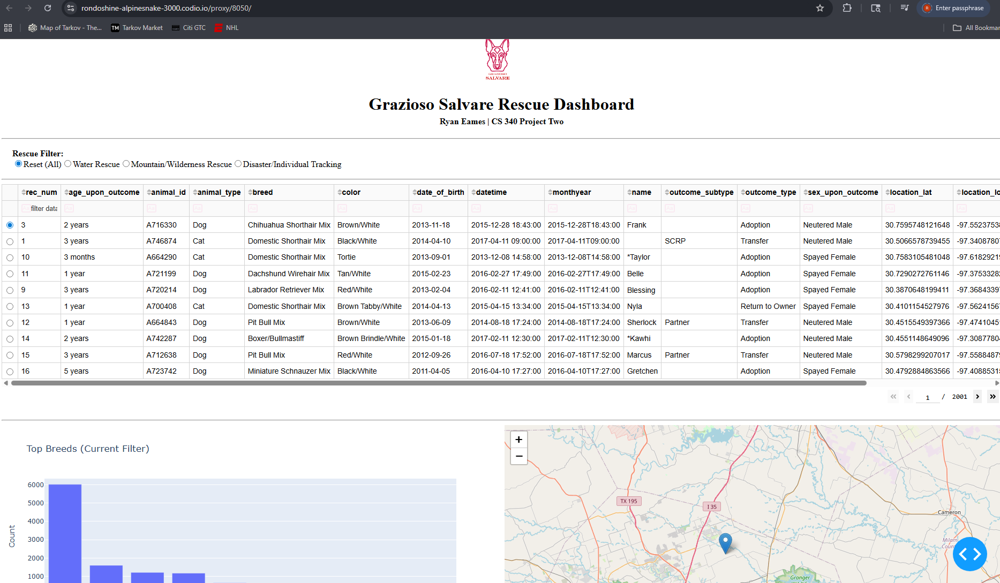 rondoshine-alpinesnake-3000.codio.io/proxy/8050/
Enter passphrase
Map of Tarkov - The...
TM Tarkov Market
Citi GTC
NHL
All Bookmar
GRAZIOSO
SALVARE
Grazioso Salvare Rescue Dashboard
Ryan Eames | CS 340 Project Two
Rescue Filter:
Reset (All) Water Rescue Mountain/Wilderness Rescue Disaster/Individual Tracking
rec_num age_upon_outcome animal_id animal_type breed color date_of_birth datetime monthyear name outcome_subtype outcome_type sex_upon_outcome location_lat location_lo
Aa filter data Aa Aa Aa Aa Aa Aa Aa Aa Aa Aa Aa Aa Aa Aa
3 2 years A716330 Dog Chihuahua Shorthair Mix Brown/White 2013-11-18 2015-12-28 18:43:00 2015-12-28T18:43:00 Frank Adoption Neutered Male 30.7595748121648 -97.5523753
1 3 years A746874 Cat Domestic Shorthair Mix Black/White 2014-04-10 2017-04-11 09:00:00 2017-04-11T09:00:00 SCRP Transfer Neutered Male 30.5066578739455 -97.3408780
10 3 months A664290 Cat Domestic Shorthair Mix Tortie 2013-09-01 2013-12-08 14:58:00 2013-12-08T14:58:00 *Taylor Adoption Spayed Female 30.7583105481048 -97.6182921
11 1 year A721199 Dog Dachshund Wirehair Mix Tan/White 2015-02-23 2016-02-27 17:49:00 2016-02-27T17:49:00 Belle Adoption Spayed Female 30.7290272761146 -97.3753328
9 3 years A720214 Dog Labrador Retriever Mix Red/White 2013-02-04 2016-02-11 12:41:00 2016-02-11T12:41:00 Blessing Adoption Spayed Female 30.3870648199411 -97.3684339
13 1 year A700408 Cat Domestic Shorthair Mix Brown Tabby/White 2014-04-13 2015-04-15 13:34:00 2015-04-15T13:34:00 Nyla Return to Owner Spayed Female 30.4101154527976 -97.5624156
12 1 year A664843 Dog Pit Bull Mix Brown/White 2013-06-09 2014-08-18 17:24:00 2014-08-18T17:24:00 Sherlock Partner Transfer Neutered Male 30.4515549397366 -97.4741045
14 2 years A742287 Dog Boxer/Bullmastiff Brown Brindle/White 2015-01-18 2017-02-11 12:30:00 2017-02-11T12:30:00 *Kawhi Adoption Neutered Male 30.4551148649096 -97.3087780
15 3 years A712638 Dog Pit Bull Mix Red/White 2012-09-26 2016-07-18 17:52:00 2016-07-18T17:52:00 Marcus Partner Transfer Neutered Male 30.5798299207017 -97.5588487
16 5 years A723742 Dog Miniature Schnauzer Mix Black/White 2011-04-05 2016-04-10 17:27:00 2016-04-10T17:27:00 Gretchen Adoption Spayed Female 30.4792884863566 -97.4088531
1 / 2001
Top Breeds (Current Filter)
6000
5000
4000
3000
2000
1000
Count
+
−
TX 195
I 35
Cameron
Milam
Coun
Granger